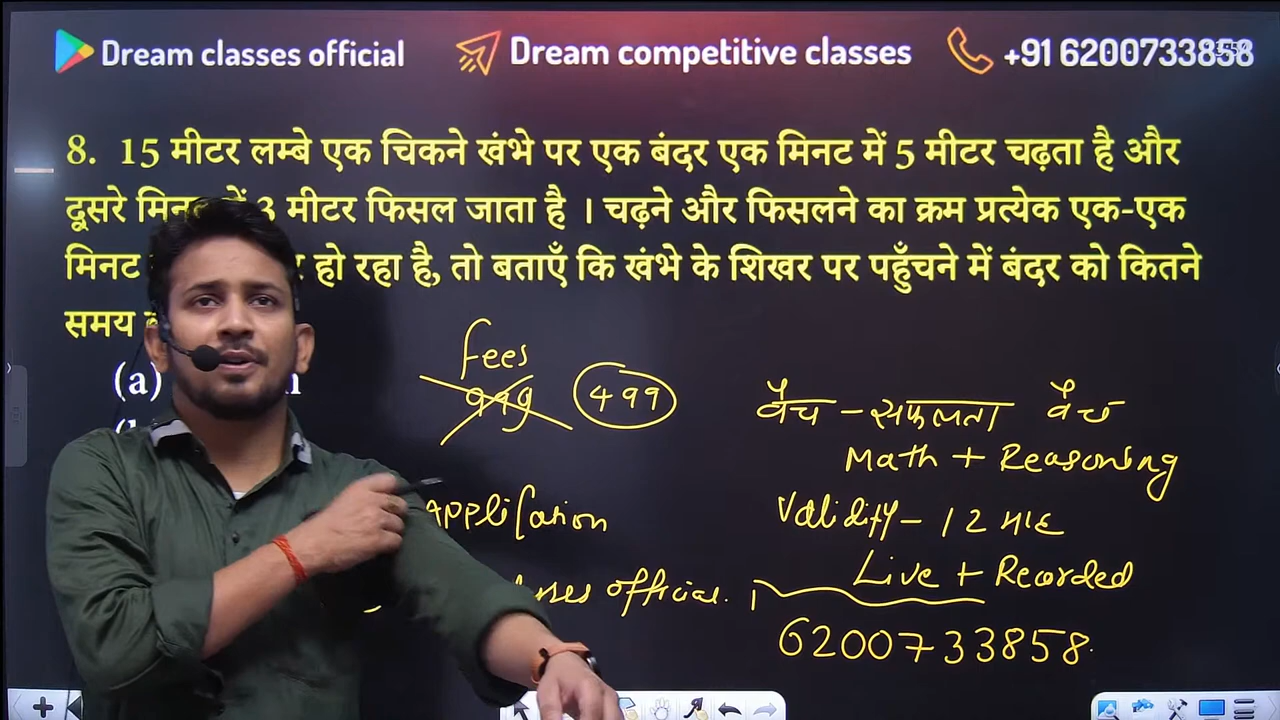 Dream classes official
Dream competitive classes
+91 6200733858
8. 15 मीटर लम्बे एक चिकने खंभे पर एक बंदर एक मिनट में 5 मीटर चढ़ता है और
दूसरे में 3 मीटर फिसल जाता है । चढ़ने और फिसलने का क्रम प्रत्येक एक-एक
मिनट हो रहा है, तो बताएँ कि खंभे के शिखर पर पहुँचने में बंदर को कितने
समय
(a)
fees
999 499
वैच - सफलता वैच
Math + Reasoning
Application
Validity - 12 माह
Live + Recorded
official.
6200733858